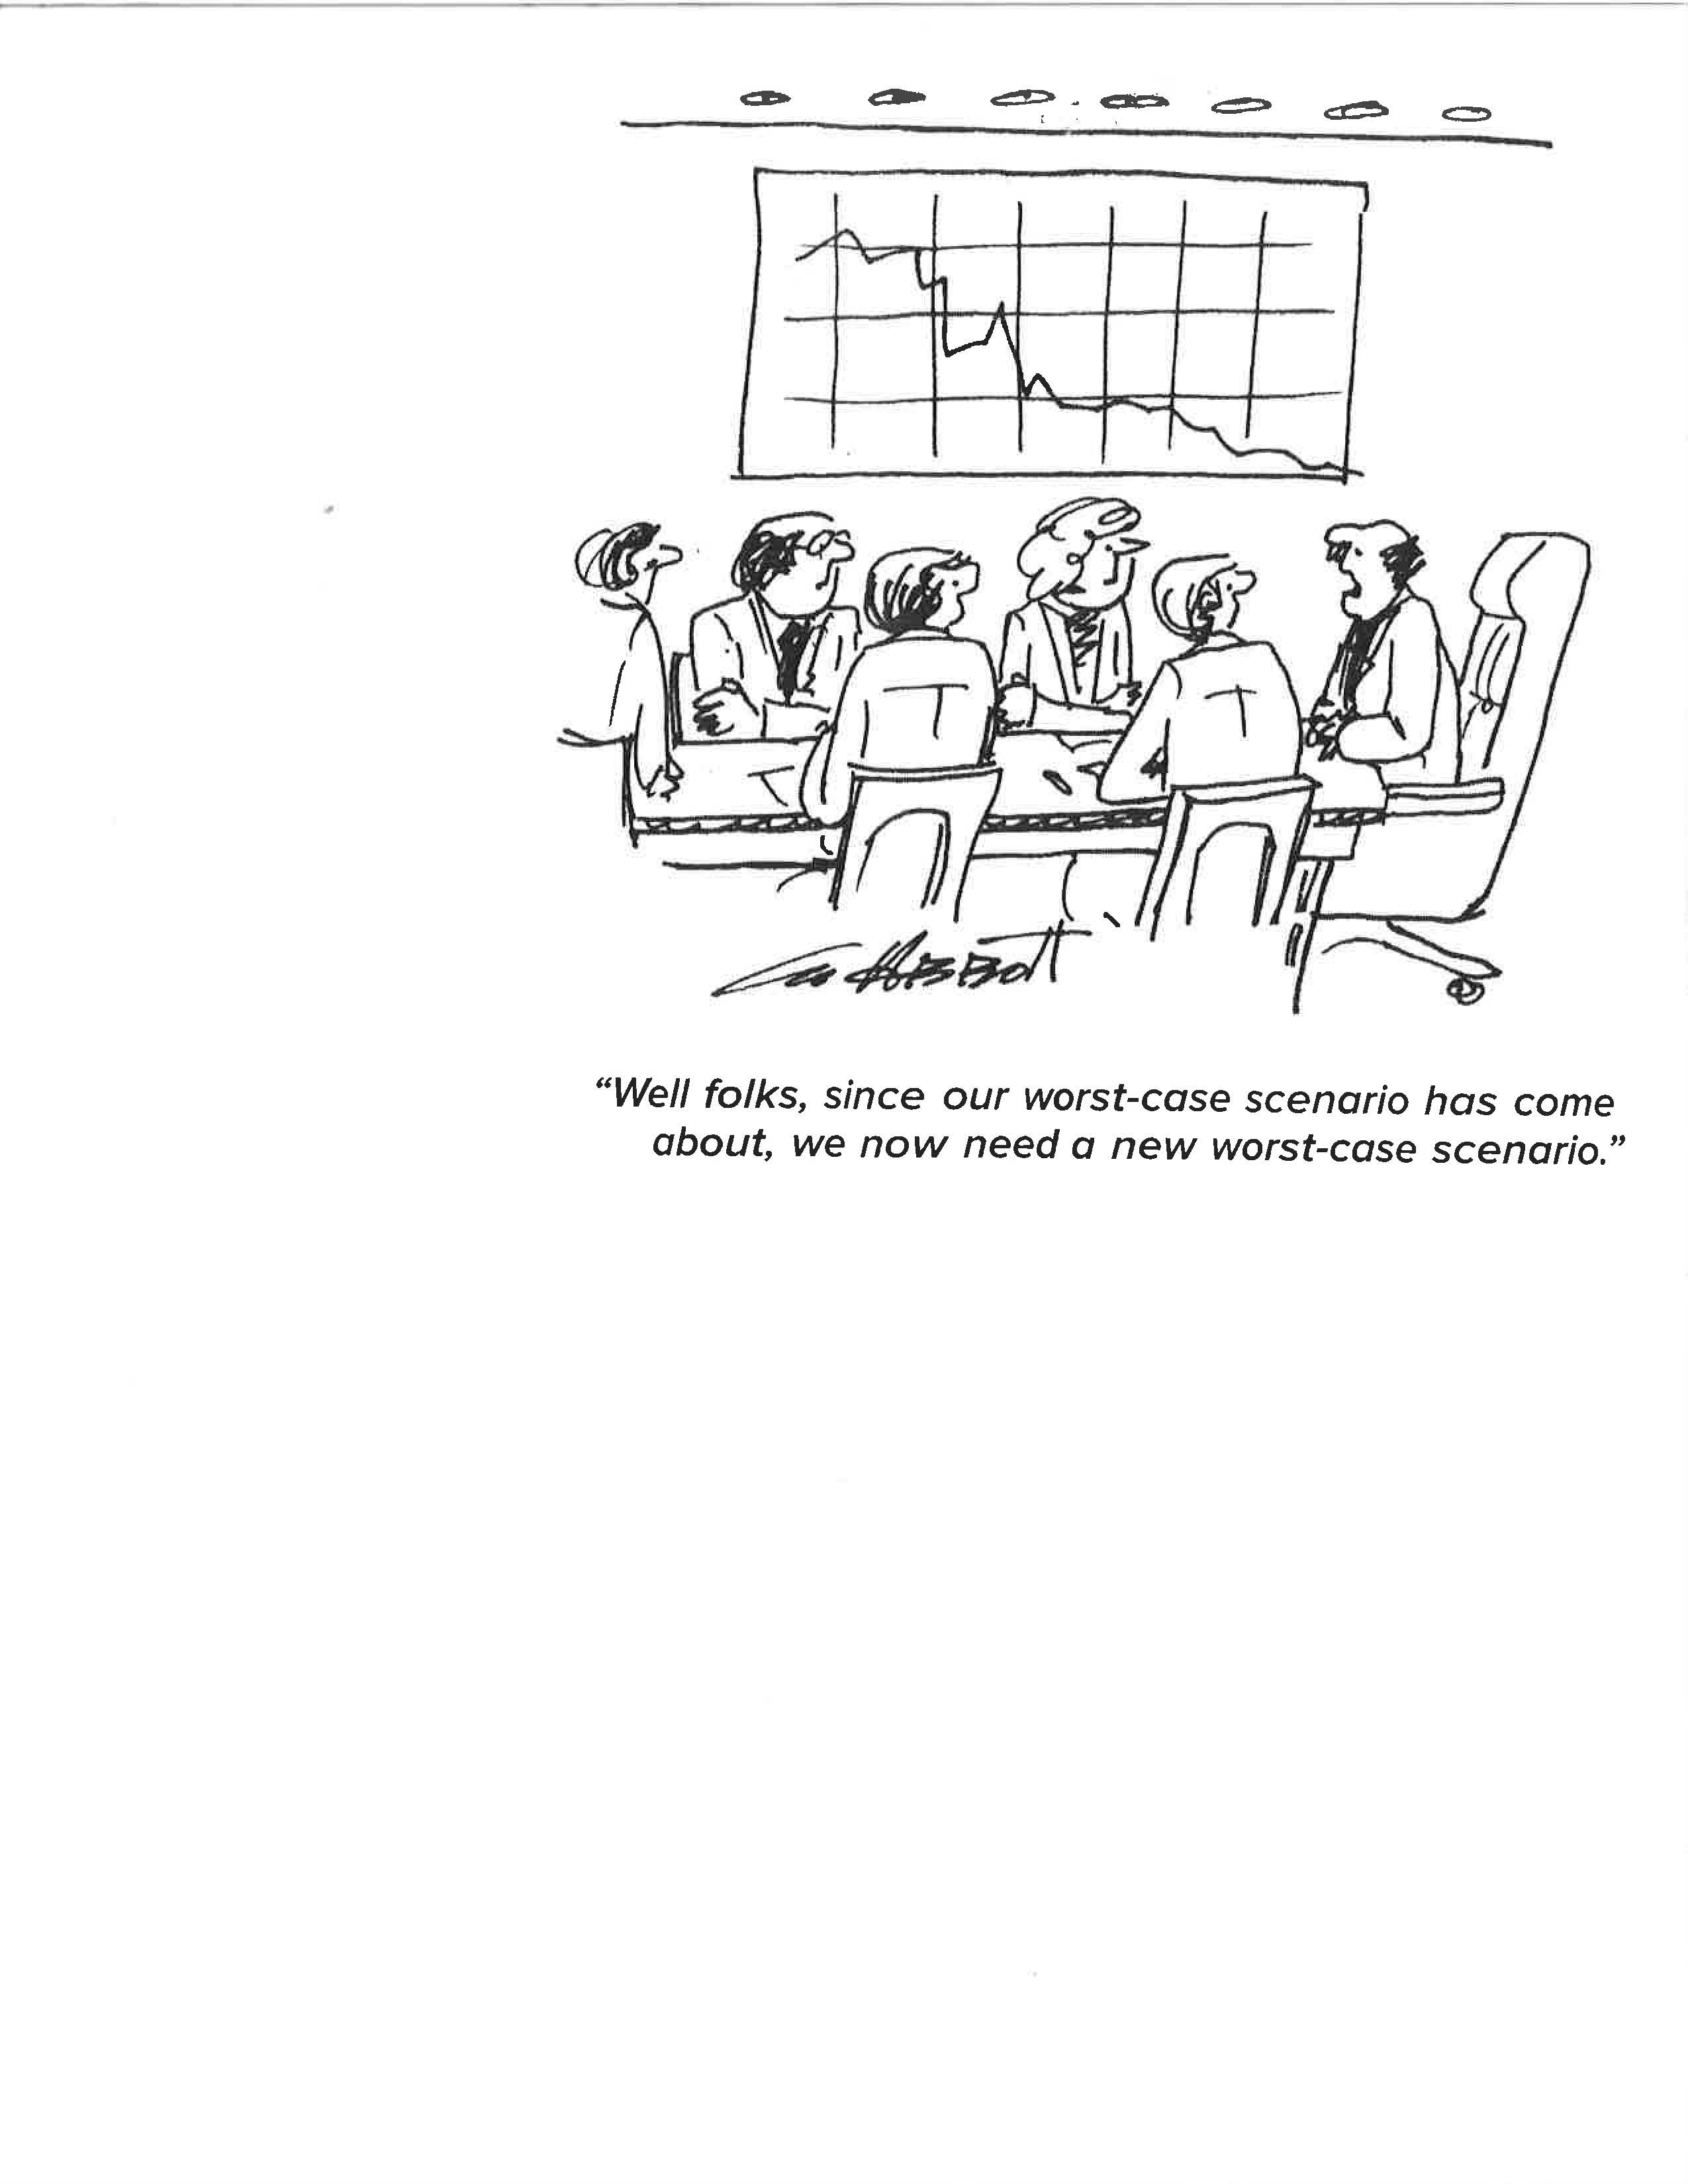 “Well folks, since our worst-case scenario has come
about, we now need a new worst-case scenario.”